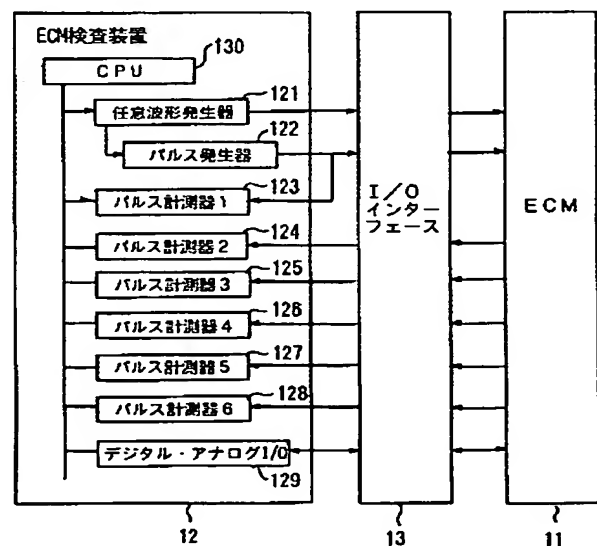 ECM検査装置
130
CPU
121
任意波形発生器
122
パルス発生器
123
パルス計測器1
124
パルス計測器2
125
パルス計測器3
126
パルス計測器4
127
パルス計測器5
128
パルス計測器6
デジタル・アナログI/O
129
I/O
インター
フェース
ECM
12
13
11